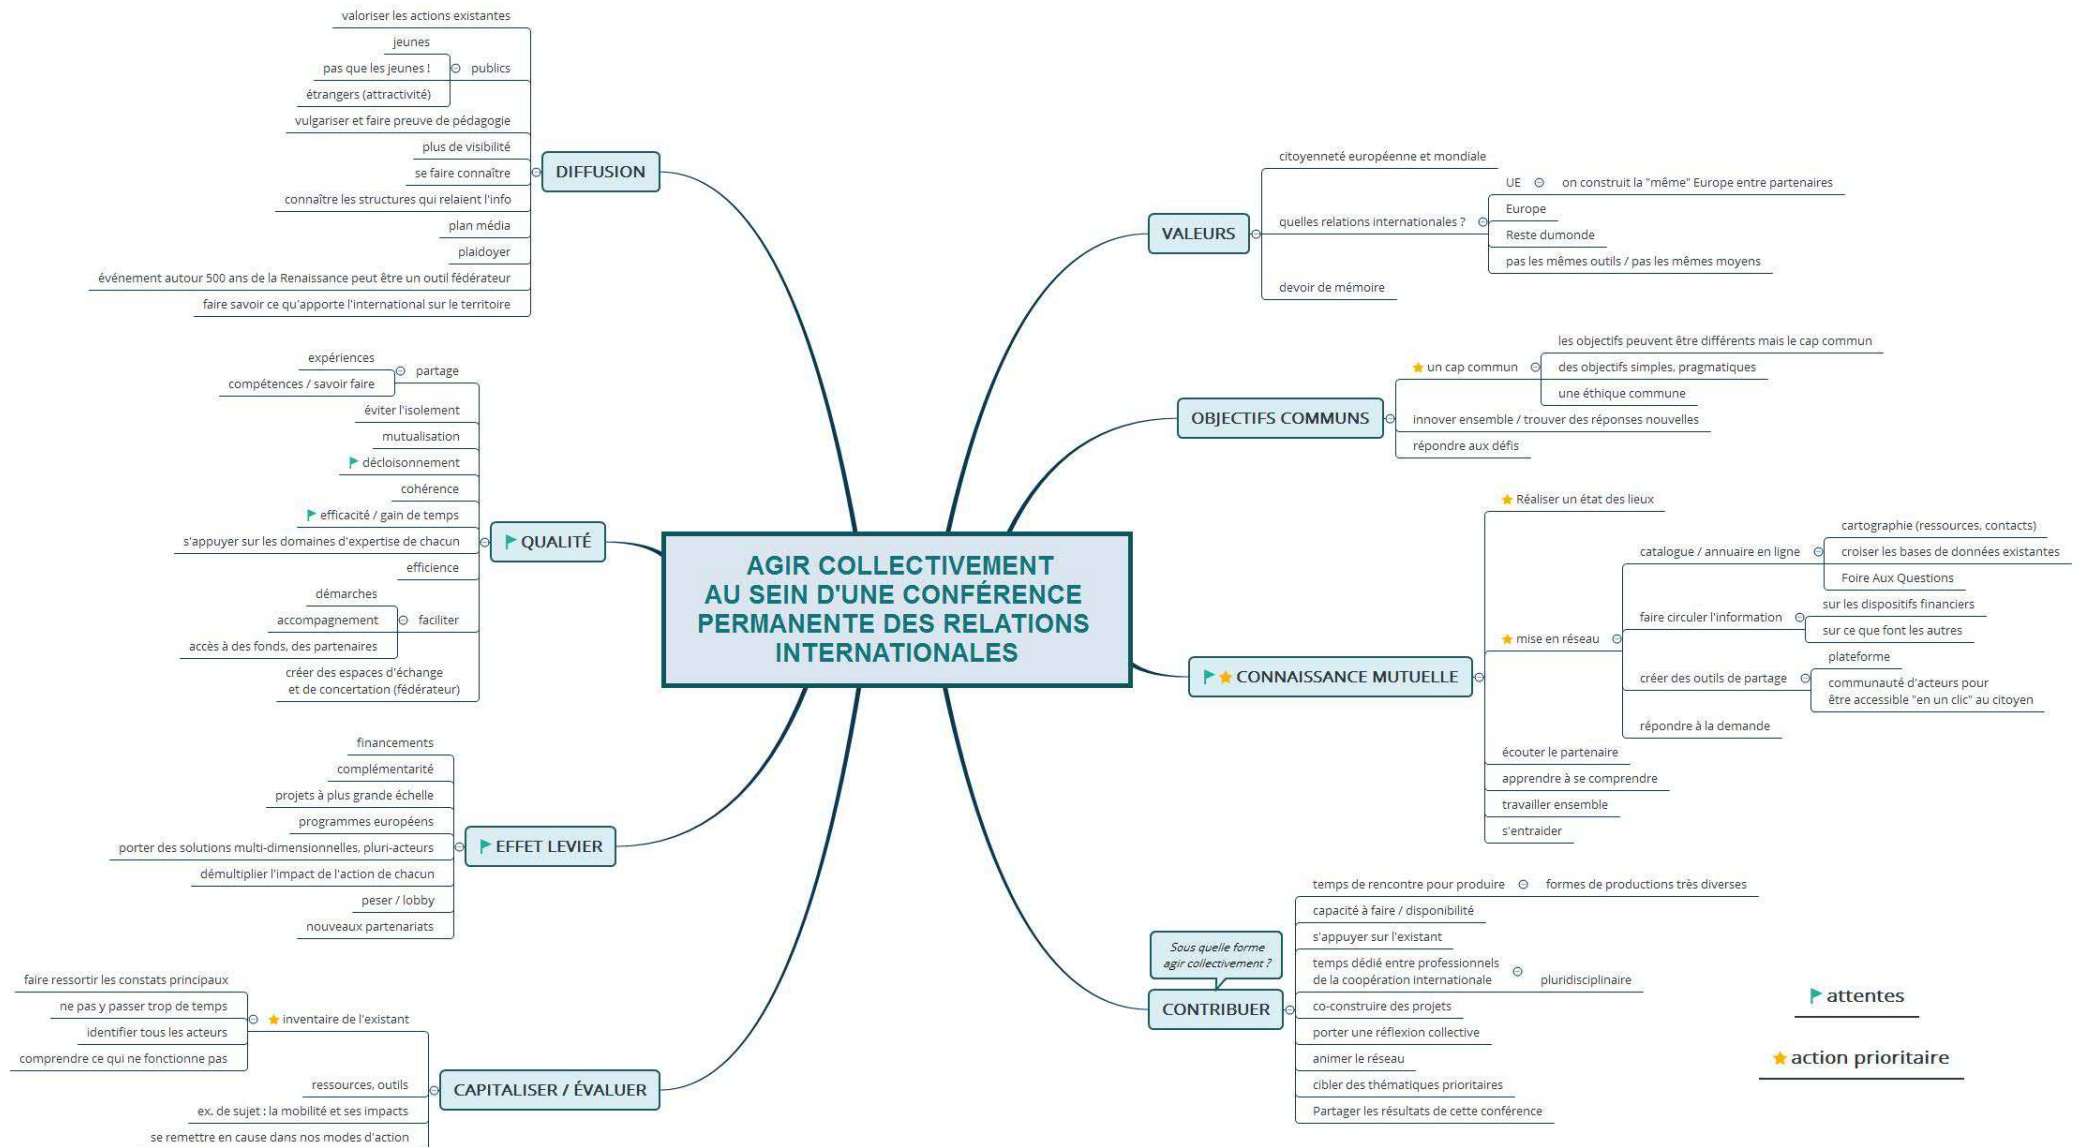 valoriser les actions existantes
jeunes
pas que les jeunes !
étrangers (attractivité)
publics
vulgariser et faire preuve de pédagogie
plus de visibilité
se faire connaître
connaître les structures qui relaient l'info
plan média
plaidoyer
événement autour 500 ans de la Renaissance peut être un outil fédérateur
faire savoir ce qu'apporte l'international sur le territoire
DIFFUSION
expériences
compétences / savoir faire
partage
éviter l'isolement
mutualisation
décloisonnement
cohérence
efficacité / gain de temps
s'appuyer sur les domaines d'expertise de chacun
efficience
démarches
accompagnement
accès à des fonds, des partenaires
faciliter
créer des espaces d'échange
et de concertation (fédérateur)
QUALITÉ
financements
complémentarité
projets à plus grande échelle
programmes européens
porter des solutions multi-dimensionnelles, pluri-acteurs
démultiplier l'impact de l'action de chacun
peser / lobby
nouveaux partenariats
EFFET LEVIER
faire ressortir les constats principaux
ne pas y passer trop de temps
identifier tous les acteurs
comprendre ce qui ne fonctionne pas
inventaire de l'existant
ressources, outils
ex. de sujet : la mobilité et ses impacts
se remettre en cause dans nos modes d'action
CAPITALISER / ÉVALUER
AGIR COLLECTIVEMENT
AU SEIN D'UNE CONFÉRENCE
PERMANENTE DES RELATIONS
INTERNATIONALES
VALEURS
citoyenneté européenne et mondiale
quelles relations internationales ?
UE
on construit la "même" Europe entre partenaires
Europe
Reste dumonde
pas les mêmes outils / pas les mêmes moyens
devoir de mémoire
OBJECTIFS COMMUNS
un cap commun
les objectifs peuvent être différents mais le cap commun
des objectifs simples, pragmatiques
une éthique commune
innover ensemble / trouver des réponses nouvelles
répondre aux défis
CONNAISSANCE MUTUELLE
Réaliser un état des lieux
mise en réseau
catalogue / annuaire en ligne
cartographie (ressources, contacts)
croiser les bases de données existantes
Foire Aux Questions
faire circuler l'information
sur les dispositifs financiers
sur ce que font les autres
créer des outils de partage
plateforme
communauté d'acteurs pour
être accessible "en un clic" au citoyen
répondre à la demande
écouter le partenaire
apprendre à se comprendre
travailler ensemble
s'entraider
Sous quelle forme
agir collectivement ?
CONTRIBUER
temps de rencontre pour produire
formes de productions très diverses
capacité à faire / disponibilité
s'appuyer sur l'existant
temps dédié entre professionnels
de la coopération internationale
pluridisciplinaire
co-construire des projets
porter une réflexion collective
animer le réseau
cibler des thématiques prioritaires
Partager les résultats de cette conférence
attentes
action prioritaire